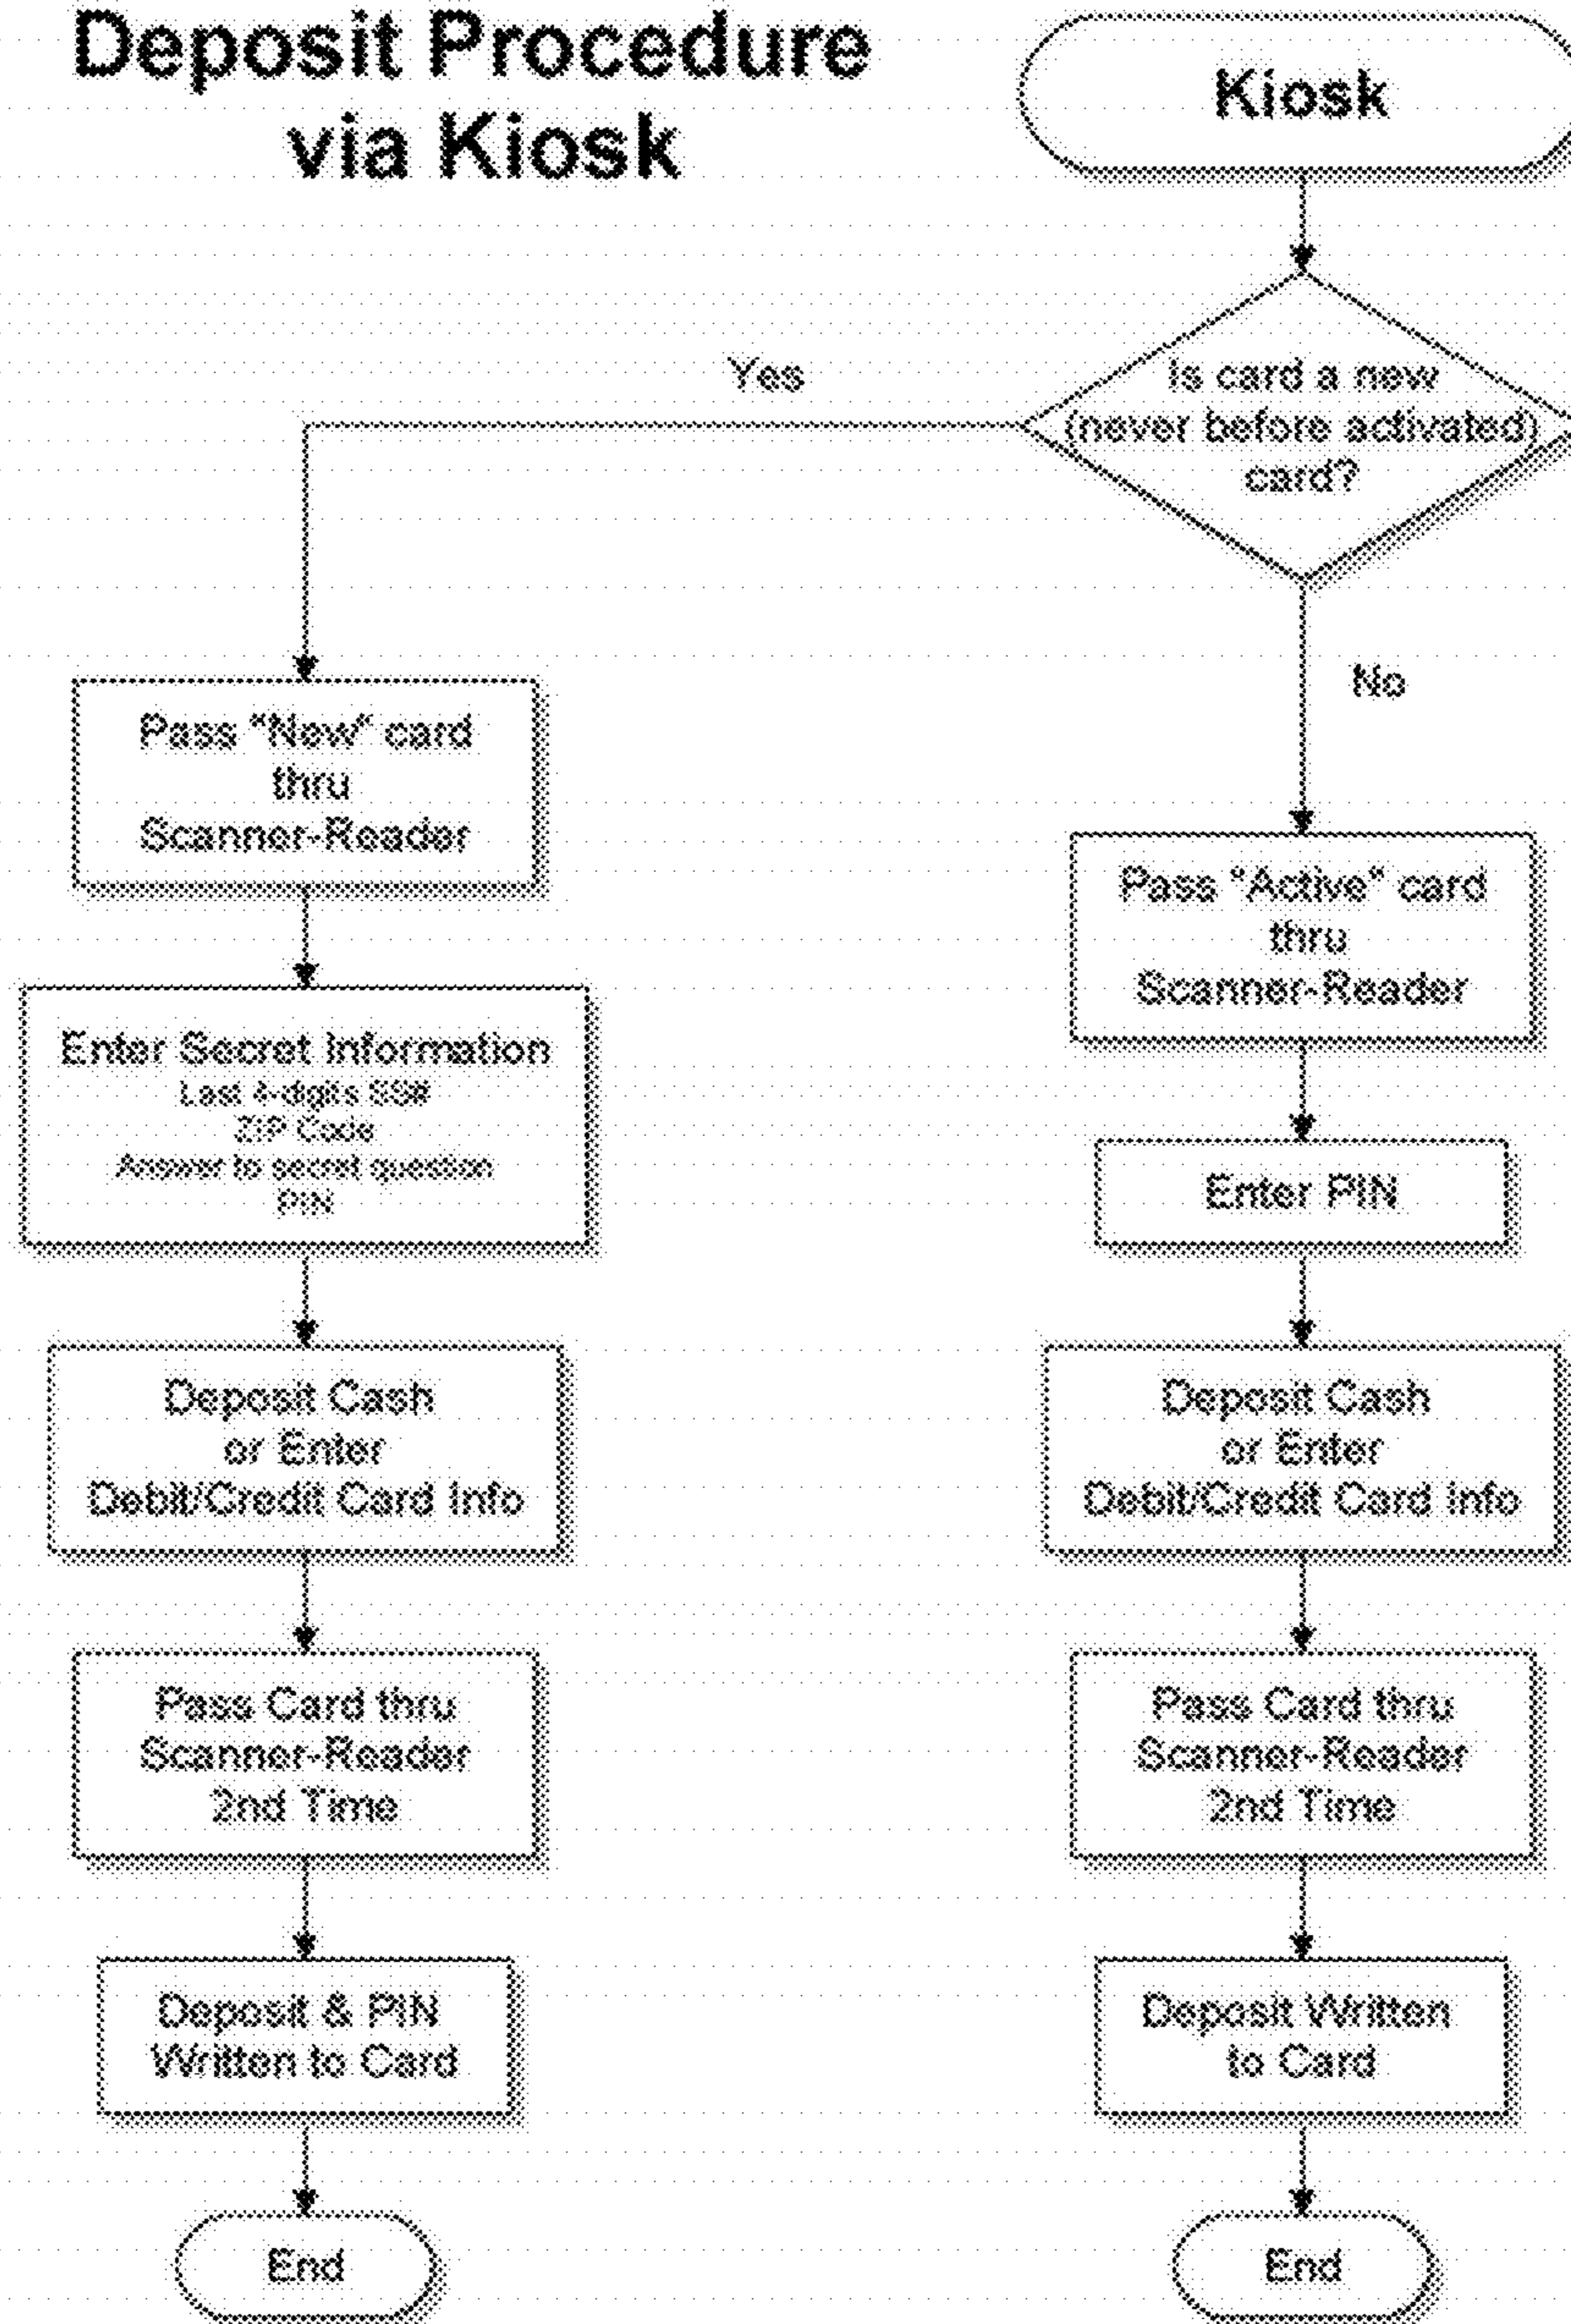 Deposit Procedure
via Kiosk
Kiosk
Is card a new
(never before activated)
card?
Yes
No
Pass "New" card
thru
Scanner-Reader
Enter Secret Information
Last 4-digits SS#
ZIP Code
Answer to secret question
PIN
Deposit Cash
or Enter
Debit/Credit Card Info
Pass Card thru
Scanner-Reader
2nd Time
Deposit & PIN
Written to Card
End
Pass "Active" card
thru
Scanner-Reader
Enter PIN
Deposit Cash
or Enter
Debit/Credit Card Info
Pass Card thru
Scanner-Reader
2nd Time
Deposit Written
to Card
End